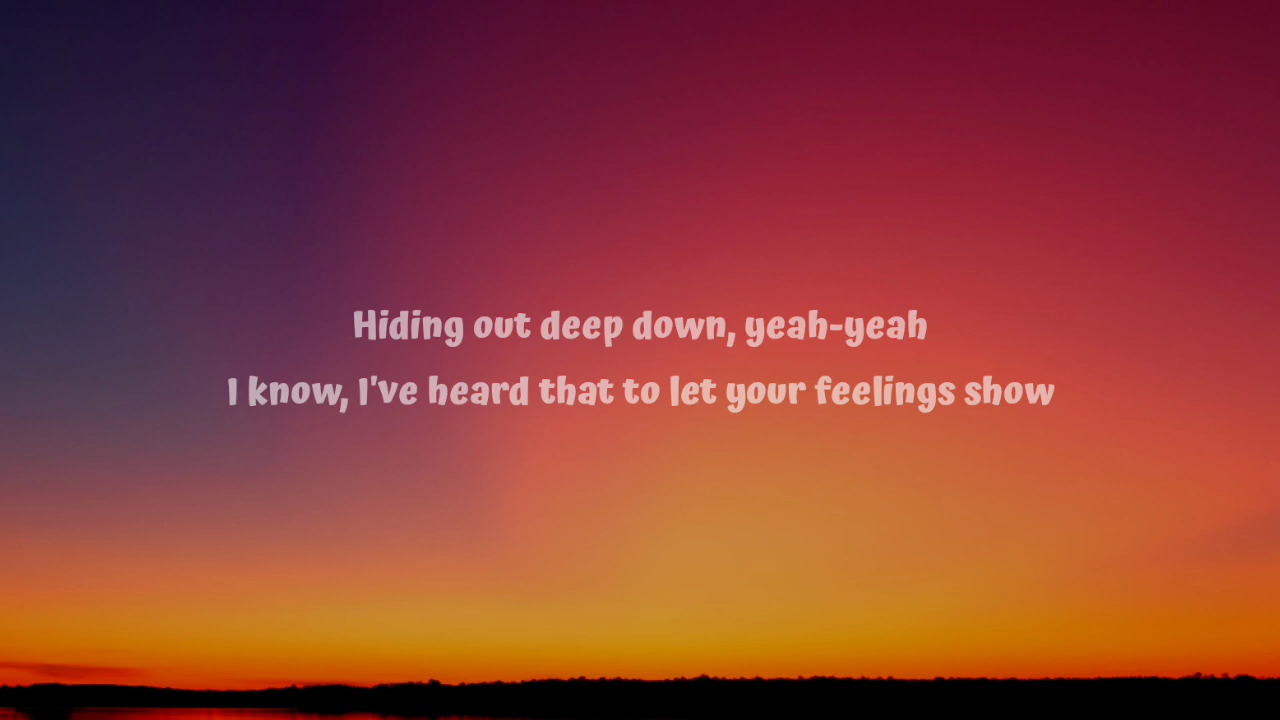 Hiding out deep down, yeah-yeah
I know, I've heard that to let your feelings show